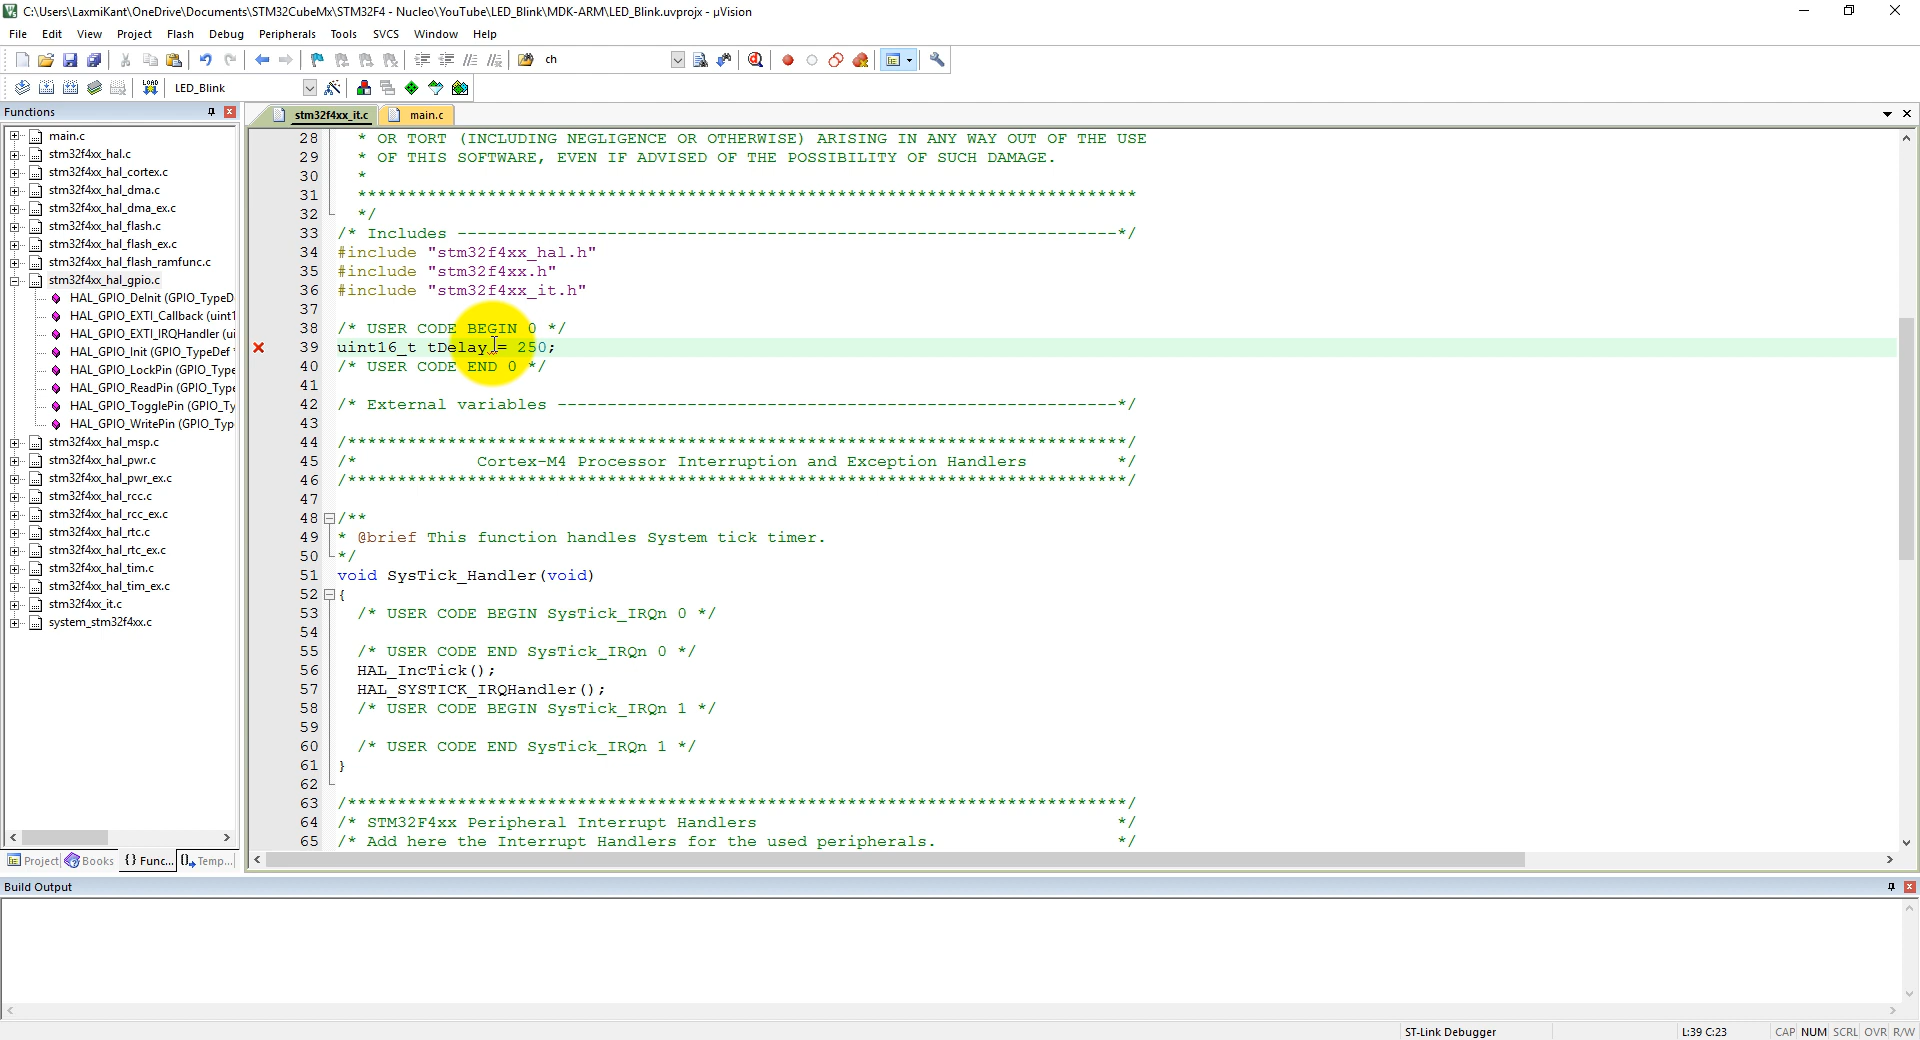 C:\Users\LaxmiKant\OneDrive\Documents\STM32CubeMx\STM32F4 - Nucleo\YouTube\LED_Blink\MDK-ARM\LED_Blink.uvprojx - µVision
File Edit View Project Flash Debug Peripherals Tools SVCS Window Help
ch
LOAD LED_Blink
Functions
main.c
stm32f4xx_hal.c
stm32f4xx_hal_cortex.c
stm32f4xx_hal_dma.c
stm32f4xx_hal_dma_ex.c
stm32f4xx_hal_flash.c
stm32f4xx_hal_flash_ex.c
stm32f4xx_hal_flash_ramfunc.c
stm32f4xx_hal_gpio.c
HAL_GPIO_DeInit (GPIO_TypeD
HAL_GPIO_EXTI_Callback (uint1
HAL_GPIO_EXTI_IRQHandler (ui
HAL_GPIO_Init (GPIO_TypeDef
HAL_GPIO_LockPin (GPIO_Type
HAL_GPIO_ReadPin (GPIO_Type
HAL_GPIO_TogglePin (GPIO_Ty
HAL_GPIO_WritePin (GPIO_Typ
stm32f4xx_hal_msp.c
stm32f4xx_hal_pwr.c
stm32f4xx_hal_pwr_ex.c
stm32f4xx_hal_rcc.c
stm32f4xx_hal_rcc_ex.c
stm32f4xx_hal_rtc.c
stm32f4xx_hal_rtc_ex.c
stm32f4xx_hal_tim.c
stm32f4xx_hal_tim_ex.c
stm32f4xx_it.c
system_stm32f4xx.c
Project Books {} Func... Temp...
stm32f4xx_it.c main.c
28 * OR TORT (INCLUDING NEGLIGENCE OR OTHERWISE) ARISING IN ANY WAY OUT OF THE USE
29 * OF THIS SOFTWARE, EVEN IF ADVISED OF THE POSSIBILITY OF SUCH DAMAGE.
30 *
31 ******************************************************************************
32 */
33 /* Includes ------------------------------------------------------------------*/
34 #include "stm32f4xx_hal.h"
35 #include "stm32f4xx.h"
36 #include "stm32f4xx_it.h"
37
38 /* USER CODE BEGIN 0 */
39 uint16_t tDelay = 250;
40 /* USER CODE END 0 */
41
42 /* External variables --------------------------------------------------------*/
43
44 /******************************************************************************/
45 /* Cortex-M4 Processor Interruption and Exception Handlers */
46 /******************************************************************************/
47
48 /**
49 * @brief This function handles System tick timer.
50 */
51 void SysTick_Handler(void)
52 {
53 /* USER CODE BEGIN SysTick_IRQn 0 */
54
55 /* USER CODE END SysTick_IRQn 0 */
56 HAL_IncTick();
57 HAL_SYSTICK_IRQHandler();
58 /* USER CODE BEGIN SysTick_IRQn 1 */
59
60 /* USER CODE END SysTick_IRQn 1 */
61 }
62
63 /******************************************************************************/
64 /* STM32F4xx Peripheral Interrupt Handlers */
65 /* Add here the Interrupt Handlers for the used peripherals. */
Build Output
ST-Link Debugger L:39 C:23 CAP NUM SCRL OVR R/W